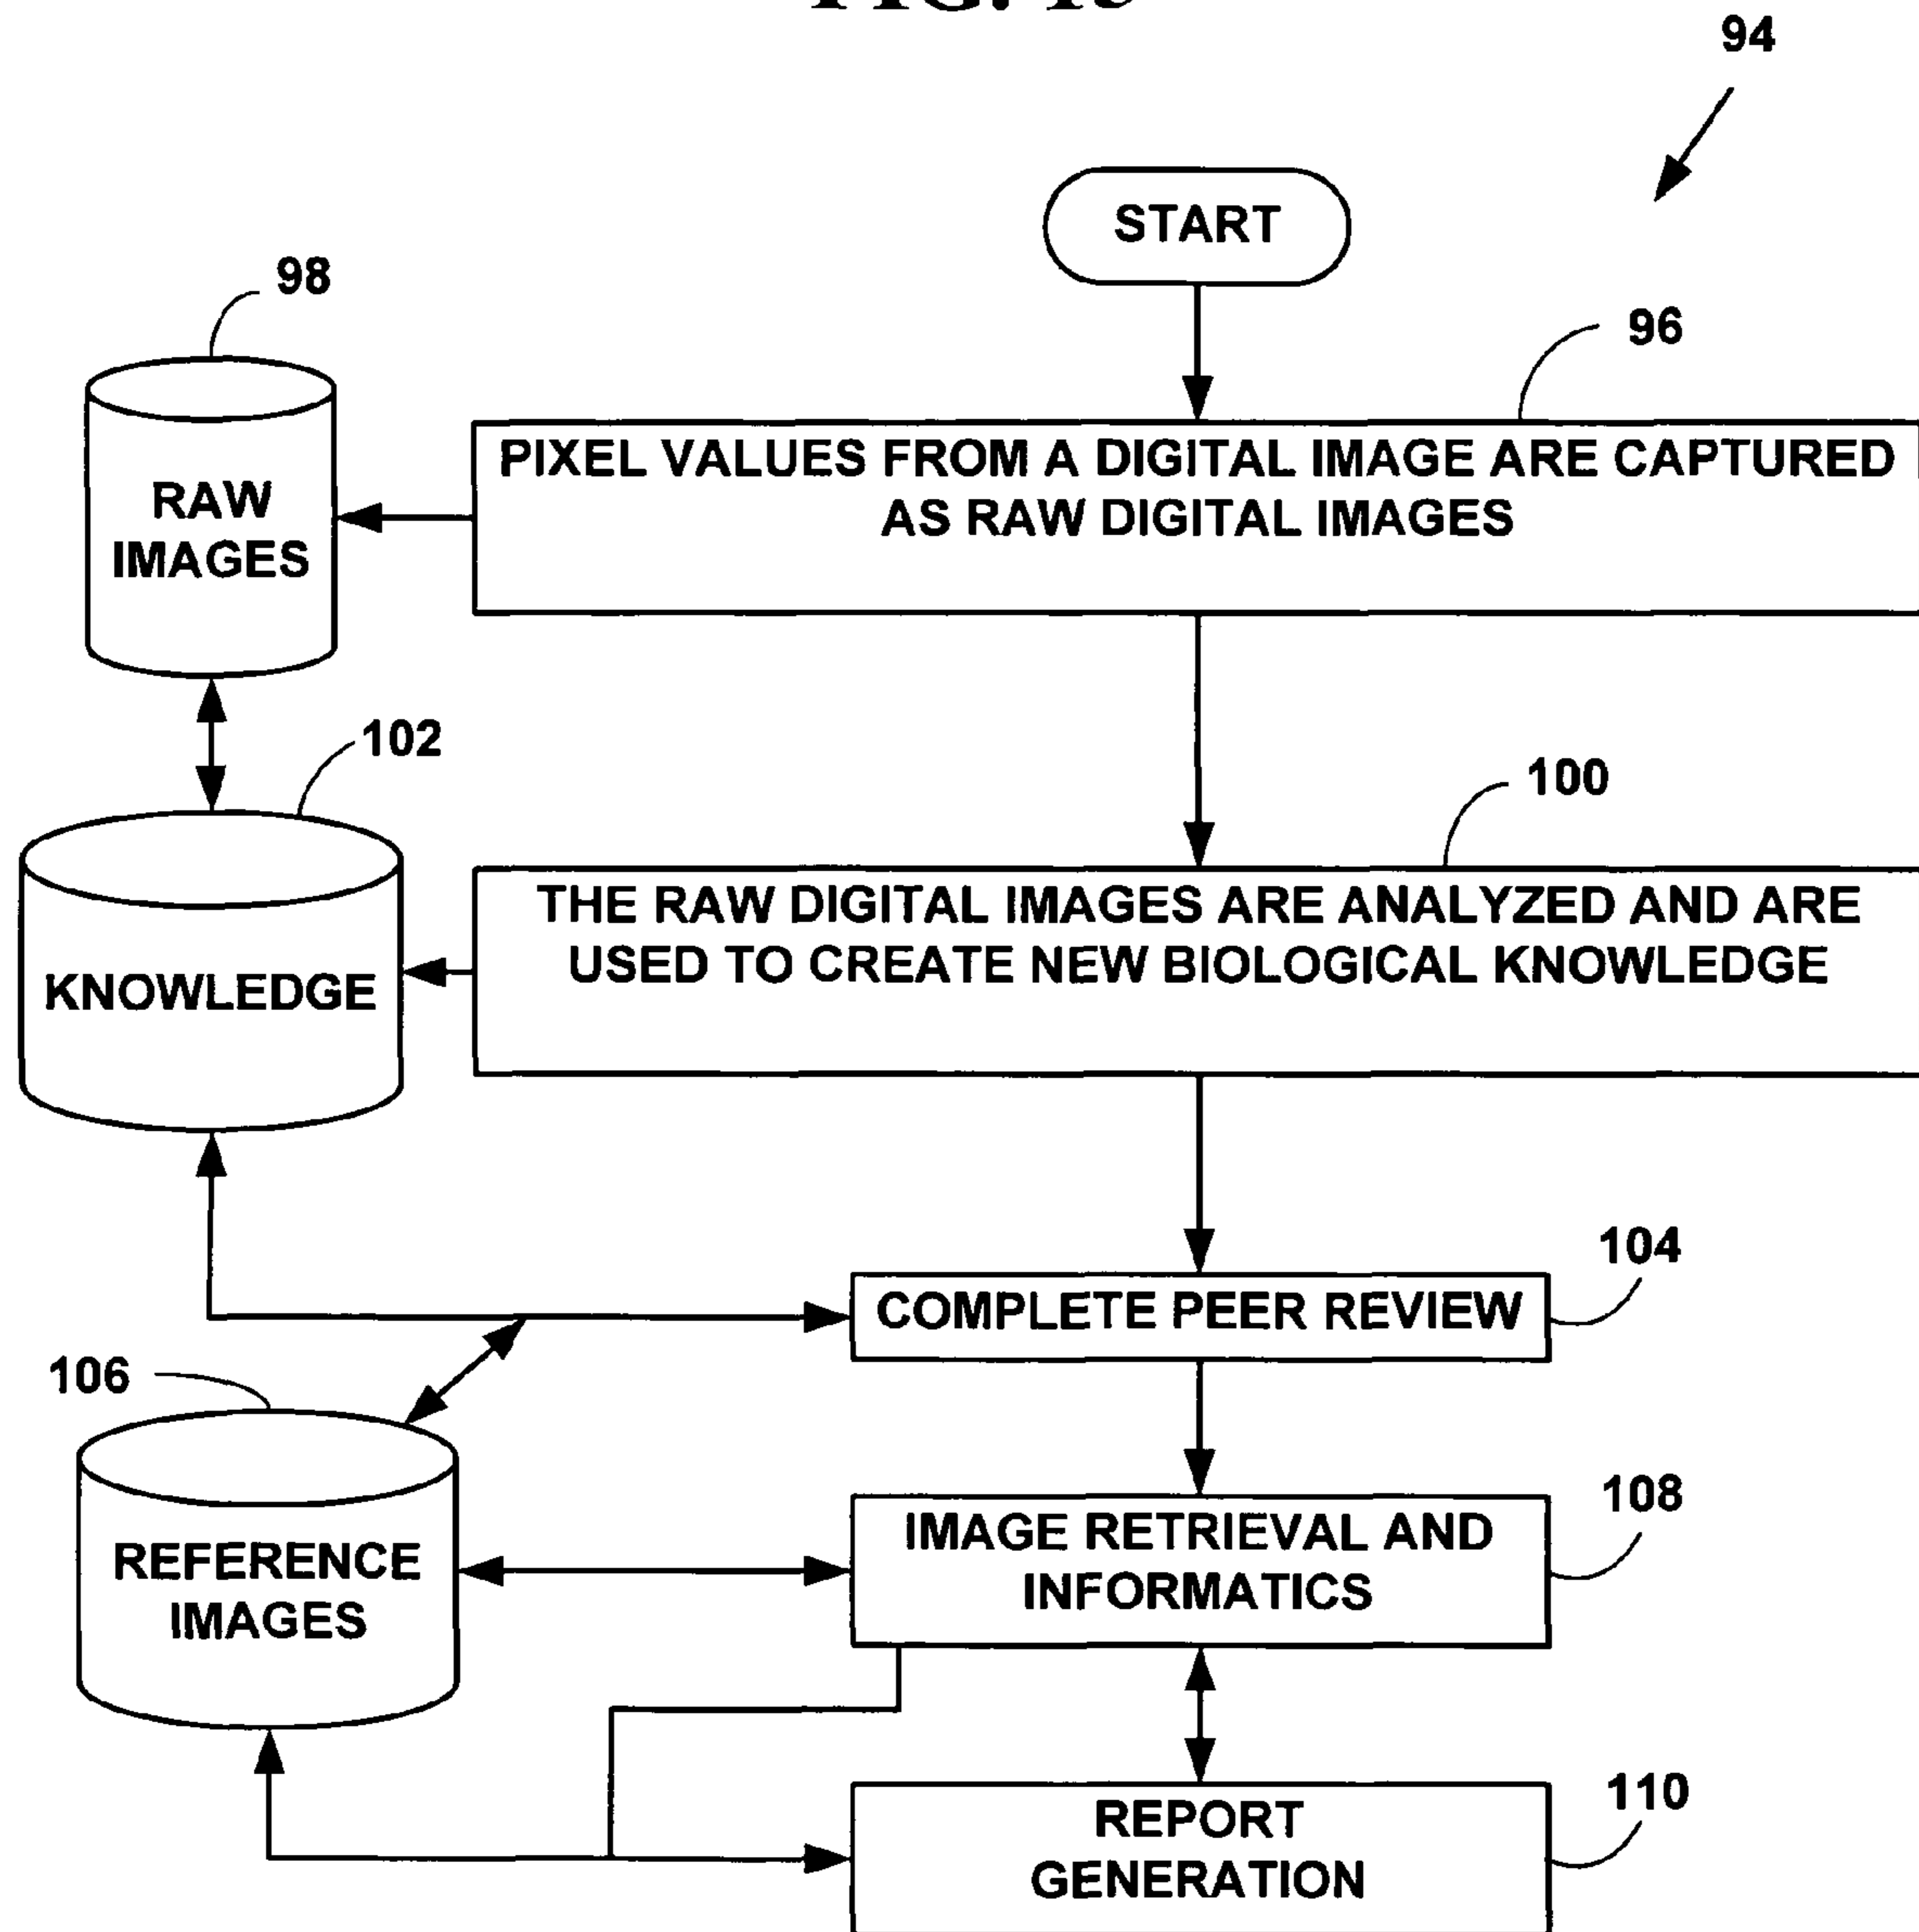 94
START
98
96
PIXEL VALUES FROM A DIGITAL IMAGE ARE CAPTURED
AS RAW DIGITAL IMAGES
RAW
IMAGES
102
100
THE RAW DIGITAL IMAGES ARE ANALYZED AND ARE
USED TO CREATE NEW BIOLOGICAL KNOWLEDGE
KNOWLEDGE
104
COMPLETE PEER REVIEW
106
108
IMAGE RETRIEVAL AND
INFORMATICS
REFERENCE
IMAGES
110
REPORT
GENERATION